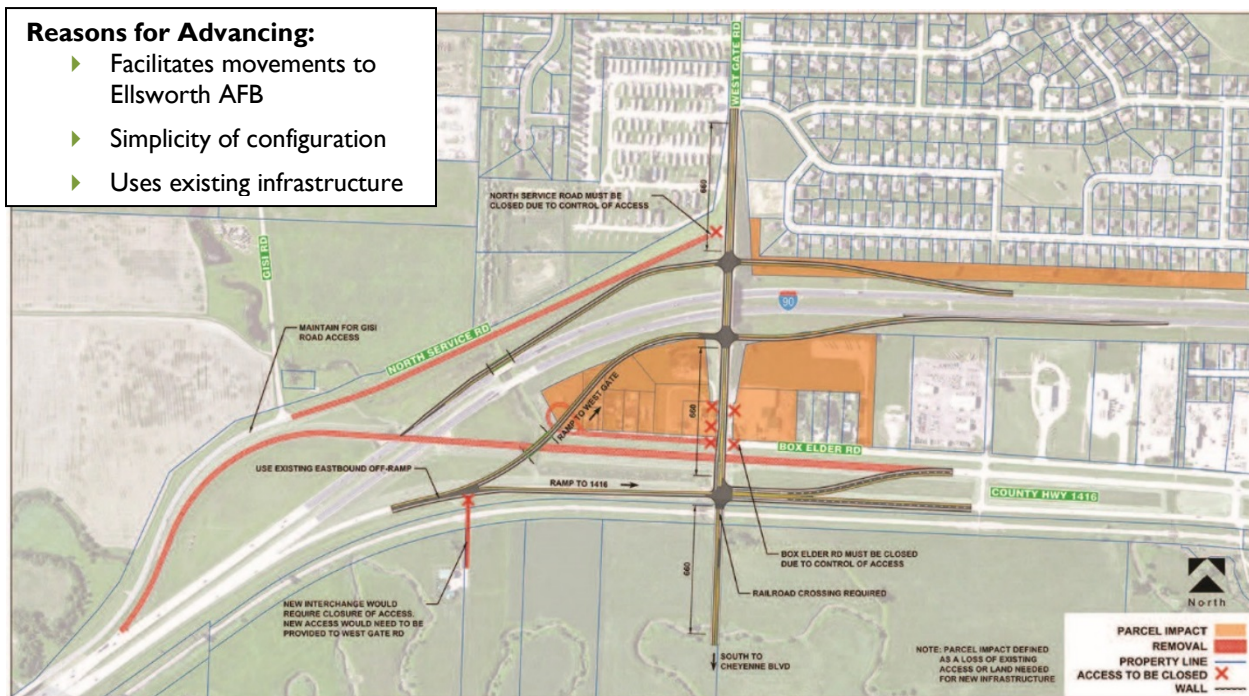 Reasons for Advancing:
Facilitates movements to
Ellsworth AFB
Simplicity of configuration
Uses existing infrastructure
WEST GATE RD
660
NORTH SERVICE ROAD MUST BE
CLOSED DUE TO CONTROL OF ACCESS
GISI RD
90
MAINTAIN FOR GISI
ROAD ACCESS
NORTH SERVICE RD
RAMP TO WEST GATE
660
BOX ELDER RD
USE EXISTING EASTBOUND OFF-RAMP
RAMP TO 1416
COUNTY HWY 1416
BOX ELDER RD MUST BE CLOSED
DUE TO CONTROL OF ACCESS
660
RAILROAD CROSSING REQUIRED
NEW INTERCHANGE WOULD
REQUIRE CLOSURE OF ACCESS.
NEW ACCESS WOULD NEED TO BE
PROVIDED TO WEST GATE RD
North
SOUTH TO
CHEYENNE BLVD
NOTE: PARCEL IMPACT DEFINED
AS A LOSS OF EXISTING
ACCESS OR LAND NEEDED
FOR NEW INFRASTRUCTURE
PARCEL IMPACT
REMOVAL
PROPERTY LINE
ACCESS TO BE CLOSED
WALL